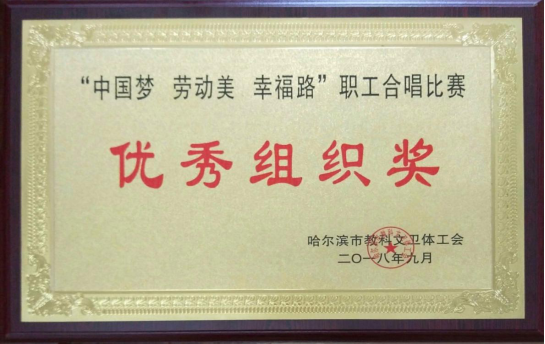 “中国梦 劳动美 幸福路”职工合唱比赛
优秀组织奖
哈尔滨市教科文卫体工会
二〇一八年九月